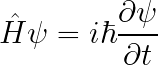 Ĥψ = iℏ ∂ψ/∂t